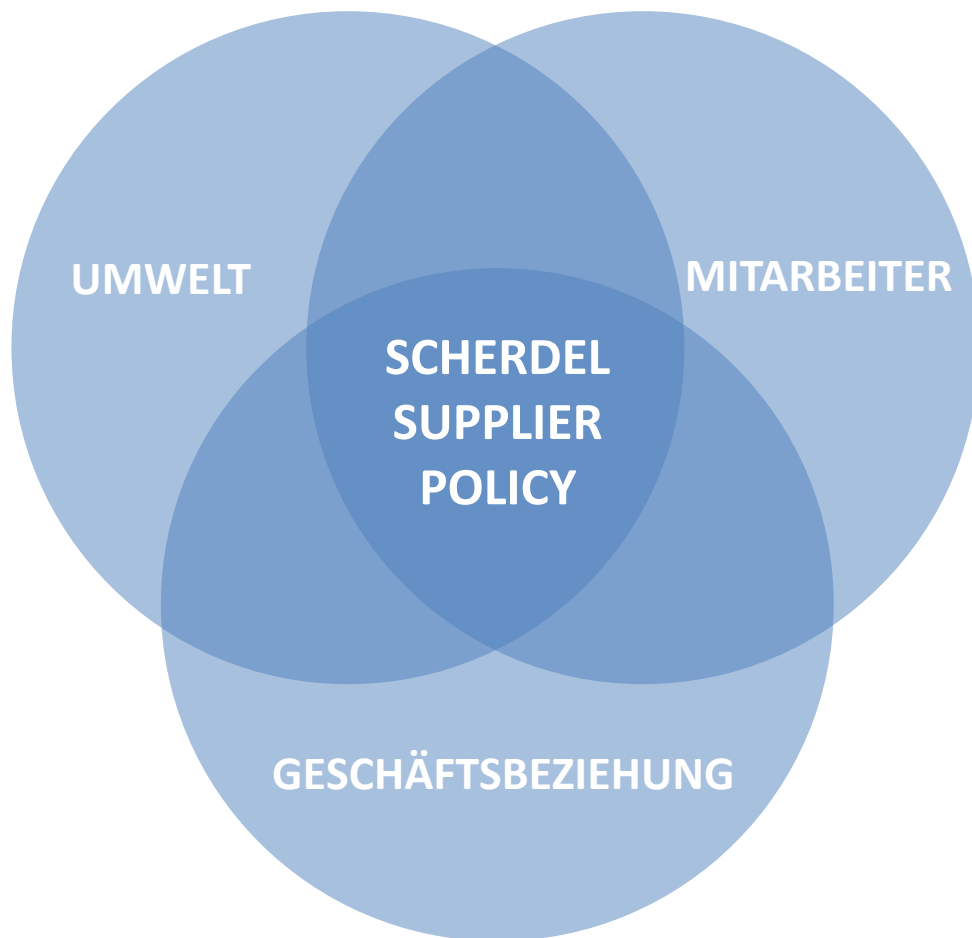 UMWELT
MITARBEITER
SCHERDEL
SUPPLIER
POLICY
GESCHÄFTSBEZIEHUNG